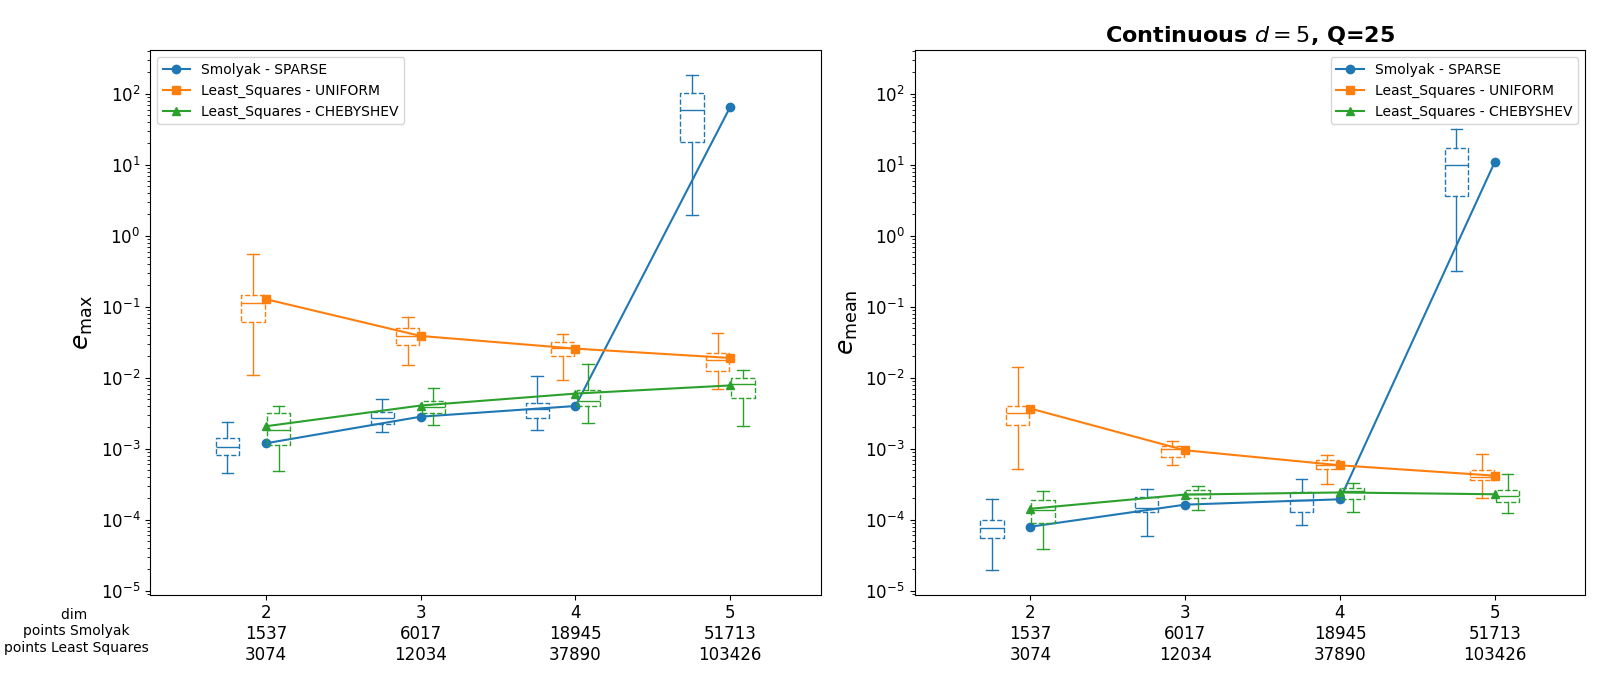 Continuous d = 5, Q=25
Smolyak - SPARSE
Least_Squares - UNIFORM
Least_Squares - CHEBYSHEV
e_max
10^2
10^1
10^0
10^-1
10^-2
10^-3
10^-4
10^-5
Smolyak - SPARSE
Least_Squares - UNIFORM
Least_Squares - CHEBYSHEV
e_mean
10^2
10^1
10^0
10^-1
10^-2
10^-3
10^-4
10^-5
dim 2 3 4 5 2 3 4 5
points Smolyak 1537 6017 18945 51713 1537 6017 18945 51713
points Least Squares 3074 12034 37890 103426 3074 12034 37890 103426